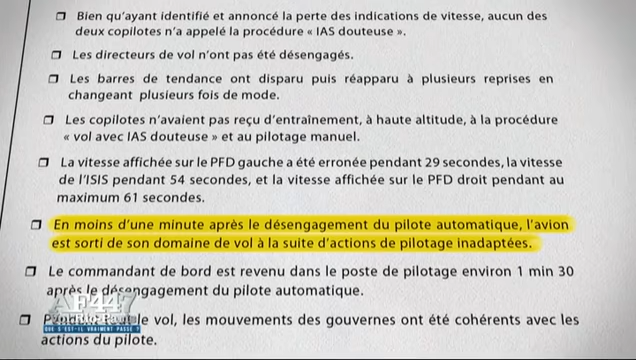 ❒ Bien qu'ayant identifié et annoncé la perte des indications de vitesse, aucun des
deux copilotes n'a appelé la procédure « IAS douteuse ».
❒ Les directeurs de vol n'ont pas été désengagés.
❒ Les barres de tendance ont disparu puis réapparu à plusieurs reprises en
changeant plusieurs fois de mode.
❒ Les copilotes n'avaient pas reçu d'entraînement, à haute altitude, à la procédure
« vol avec IAS douteuse » et au pilotage manuel.
❒ La vitesse affichée sur le PFD gauche a été erronée pendant 29 secondes, la vitesse
de l'ISIS pendant 54 secondes, et la vitesse affichée sur le PFD droit pendant au
maximum 61 secondes.
❒ En moins d'une minute après le désengagement du pilote automatique, l'avion
est sorti de son domaine de vol à la suite d'actions de pilotage inadaptées.
❒ Le commandant de bord est revenu dans le poste de pilotage environ 1 min 30
après le désengagement du pilote automatique.
❒ le vol, les mouvements des gouvernes ont été cohérents avec les
actions du pilote.
AF447
QUE S'EST-IL VRAIMENT PASSÉ ?